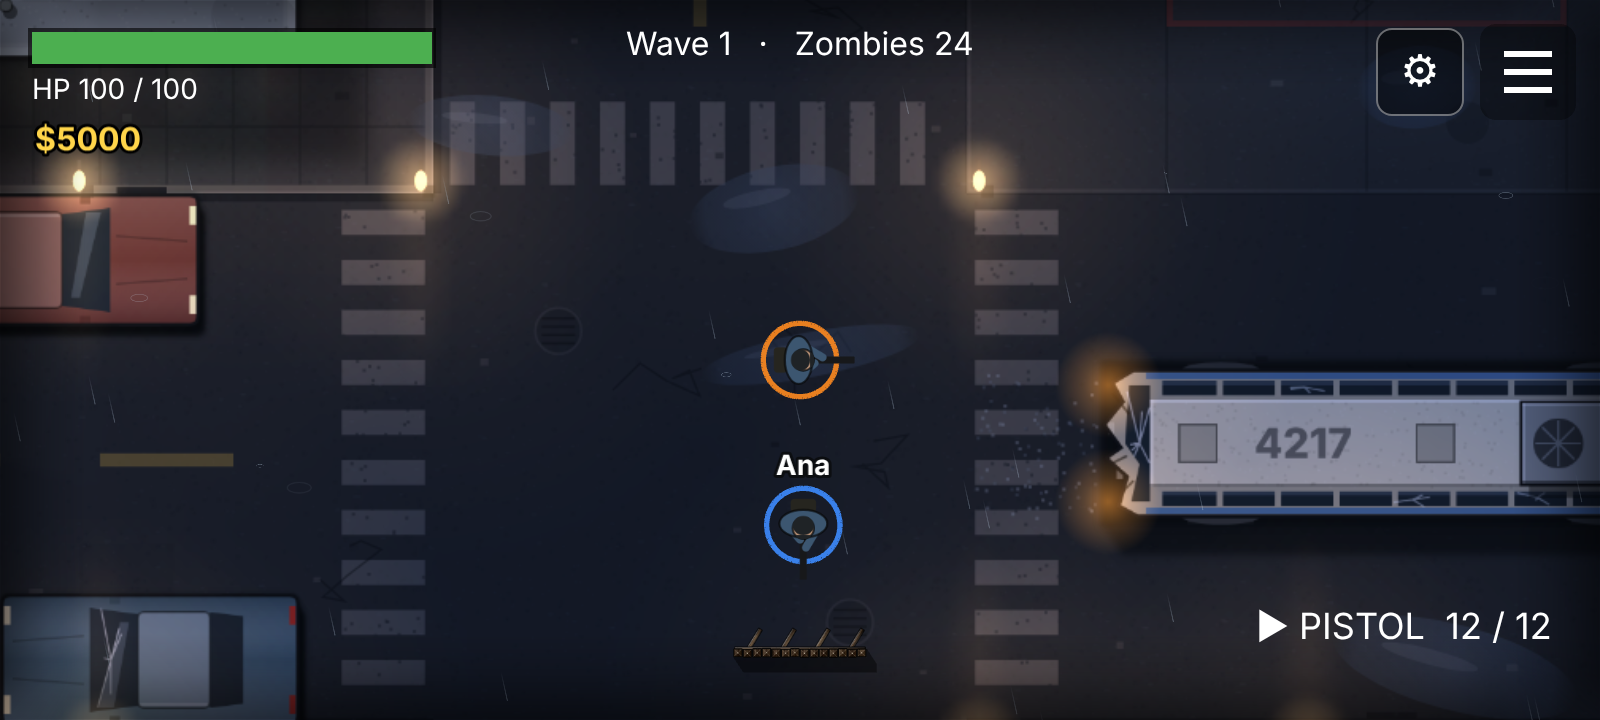 Wave 1 · Zombies 24
HP 100 / 100
$5000
Ana
4217
▶ PISTOL 12 / 12